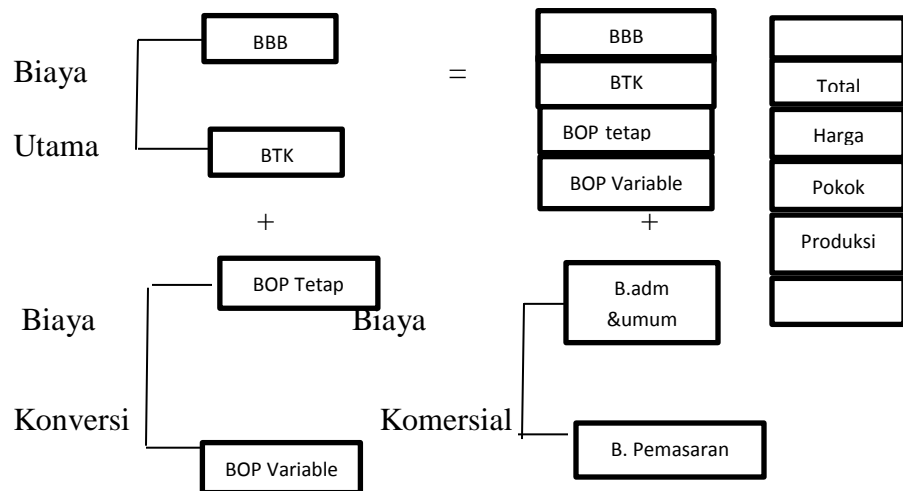 BBB
Biaya
Utama
BTK
+
BOP Tetap
Biaya
Konversi
BOP Variable
=
BBB
BTK
BOP tetap
BOP Variable
+
Biaya
Komersial
B.adm
&umum
B. Pemasaran
Total
Harga
Pokok
Produksi